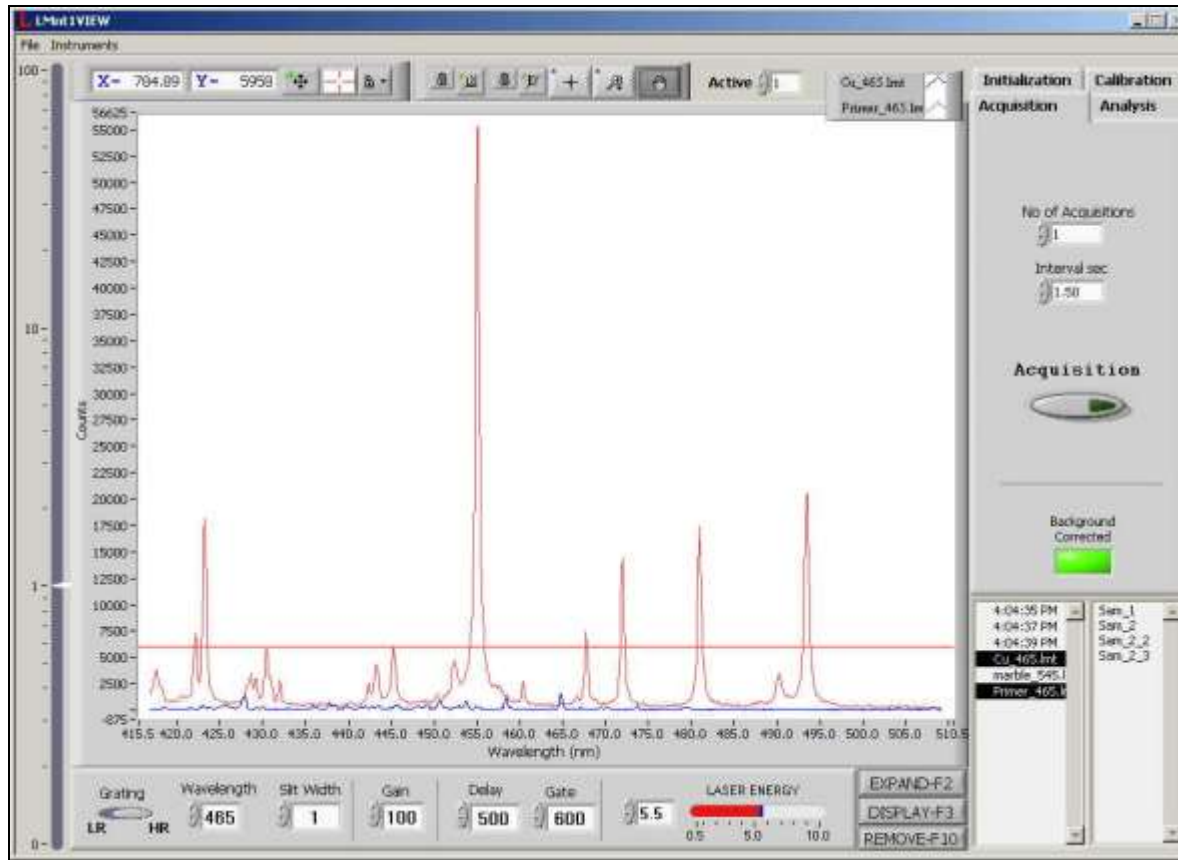 LMnt1VIEW
File Instruments
X= 784.89 Y= 5958
Active 1
Cu_465.lmt
Primer_465.lm
Initialization Calibration
Acquisition Analysis
100
10
1
0
56625
55000
52500
50000
47500
45000
42500
40000
37500
35000
32500
30000
27500
25000
22500
20000
17500
15000
12500
10000
7500
5000
2500
-875
Counts
415.5 420.0 425.0 430.0 435.0 440.0 445.0 450.0 455.0 460.0 465.0 470.0 475.0 480.0 485.0 490.0 495.0 500.0 505.0 510.5
Wavelength (nm)
No of Acquisitions
1
Interval sec
1.50
Acquisition
Background
Corrected
4:04:35 PM
4:04:37 PM
4:04:39 PM
Cu_465.lmt
marble_545.l
Primer_465.l
Sam_1
Sam_2
Sam_2_2
Sam_2_3
Grating
LR HR
Wavelength
465
Slit Width
1
Gain
100
Delay
500
Gate
600
5.5
LASER ENERGY
0.5 5.0 10.0
EXPAND-F2
DISPLAY-F3
REMOVE-F10